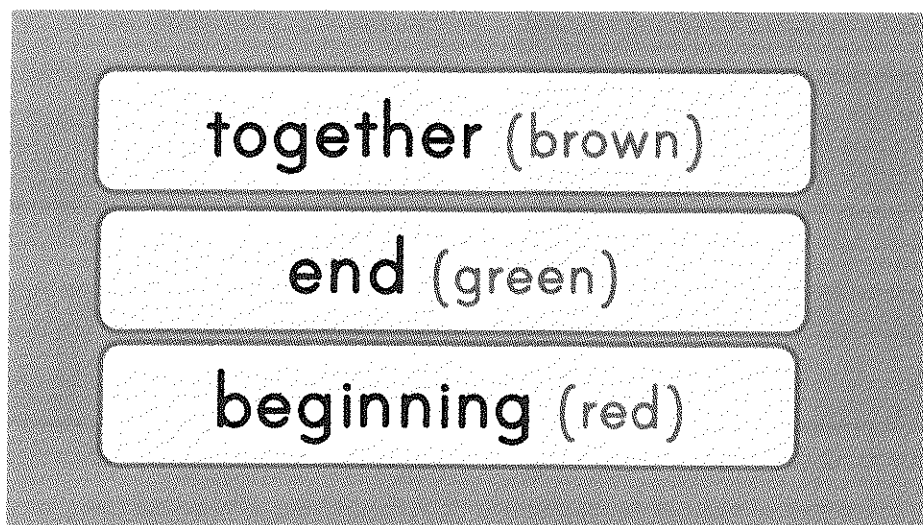 together (brown)
end (green)
beginning (red)